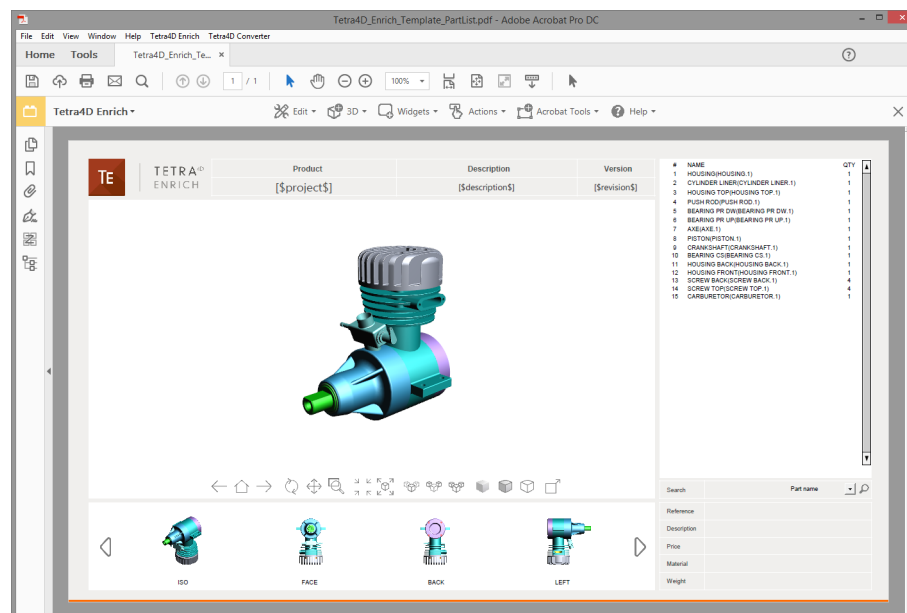 Tetra4D_Enrich_Template_PartList.pdf - Adobe Acrobat Pro DC
File Edit View Window Help Tetra4D Enrich Tetra4D Converter
Home Tools Tetra4D_Enrich_Te... ×
1 / 1 100%
Tetra4D Enrich Edit 3D Widgets Actions Acrobat Tools Help
TE
TETRA4D
ENRICH
Product Description Version
[$project$] [$description$] [$revision$]
# NAME QTY
1 HOUSING(HOUSING.1) 1
2 CYLINDER LINER(CYLINDER LINER.1) 1
3 HOUSING TOP(HOUSING TOP.1) 1
4 PUSH ROD(PUSH ROD.1) 1
5 BEARING PR DW(BEARING PR DW.1) 1
6 BEARING PR UP(BEARING PR UP.1) 1
7 AXE(AXE.1) 1
8 PISTON(PISTON.1) 1
9 CRANKSHAFT(CRANKSHAFT.1) 1
10 BEARING CS(BEARING CS.1) 1
11 HOUSING BACK(HOUSING BACK.1) 1
12 HOUSING FRONT(HOUSING FRONT.1) 1
13 SCREW BACK(SCREW BACK.1) 4
14 SCREW TOP(SCREW TOP.1) 4
15 CARBURETOR(CARBURETOR.1) 1
Search Part name
Reference
Description
Price
Material
Weight
ISO FACE BACK LEFT